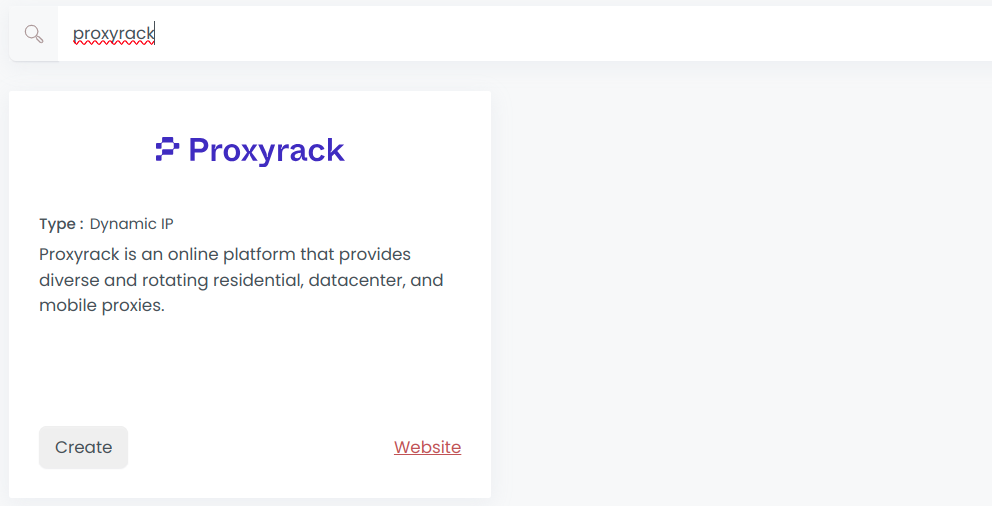 proxyrack
Proxyrack
Type : Dynamic IP
Proxyrack is an online platform that provides
diverse and rotating residential, datacenter, and
mobile proxies.
Create
Website